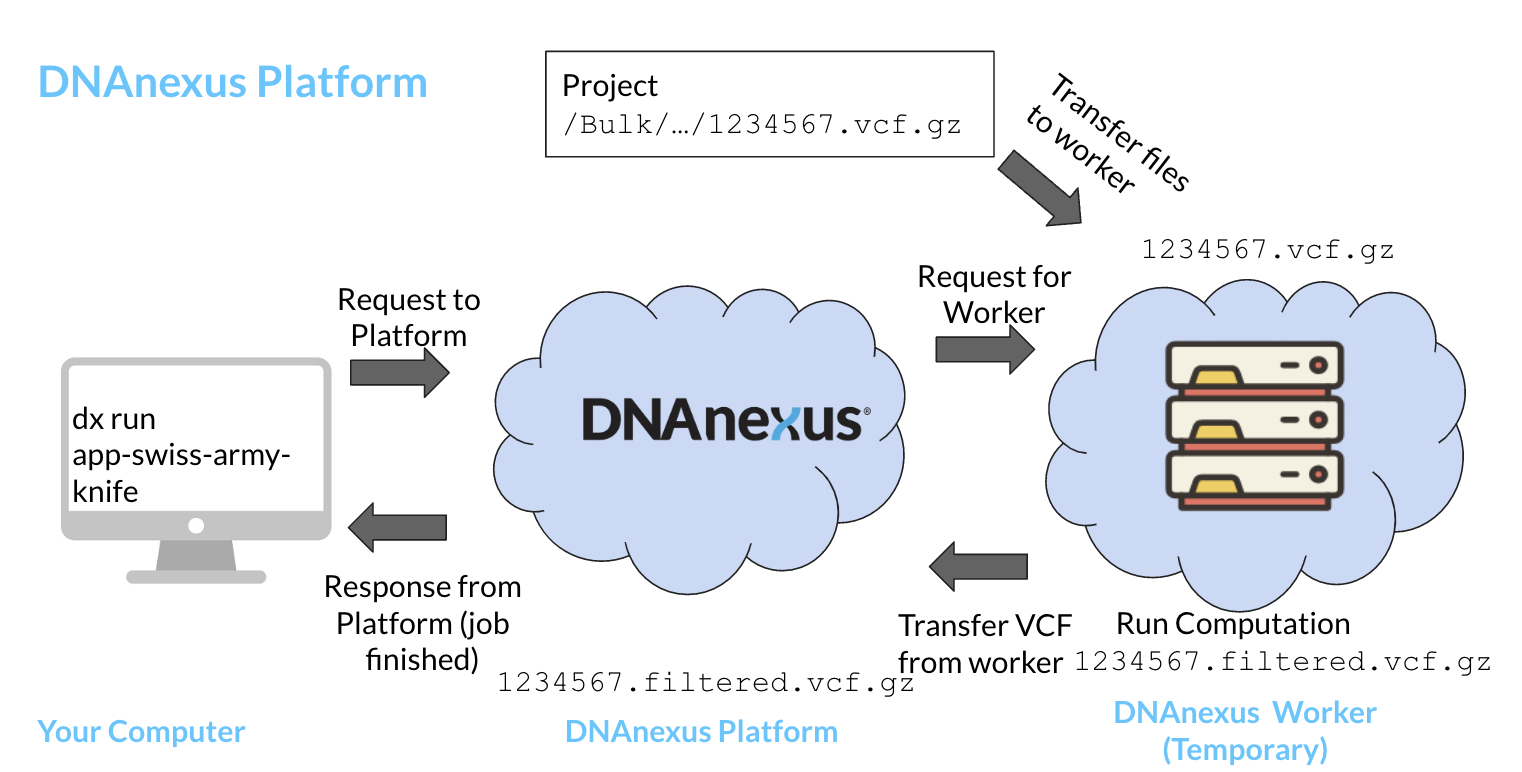 DNAnexus Platform
Project
/Bulk/…/1234567.vcf.gz
Transfer files
to worker
1234567.vcf.gz
Request for
Worker
Request to
Platform
dx run
app-swiss-army-
knife
DNAnexus®
Response from
Platform (job
finished)
1234567.filtered.vcf.gz
Transfer VCF
from worker
Run Computation
1234567.filtered.vcf.gz
Your Computer
DNAnexus Platform
DNAnexus Worker
(Temporary)